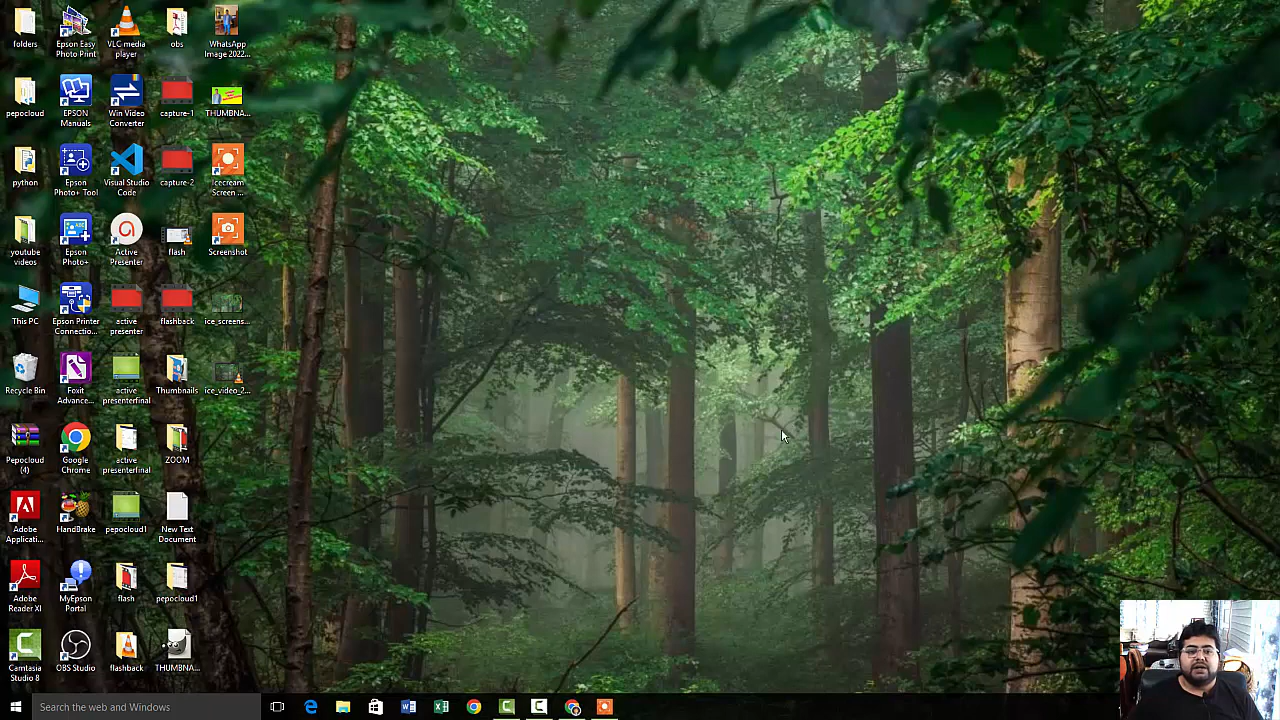 folders
Epson Easy
Photo Print
VLC media
player
obs
WhatsApp
Image 2022...
pepocloud
EPSON
Manuals
Win Video
Converter
capture-1
THUMBNA...
python
Epson
Photo+ Tool
Visual Studio
Code
capture-2
Icecream
Screen ...
youtube
videos
Epson
Photo+
Active
Presenter
flash
Screenshot
This PC
Epson Printer
Connectio...
active
presenter
flashback
ice_screens...
Recycle Bin
Foxit
Advance...
active
presenterfinal
Thumbnails
ice_video_2...
Pepocloud
(4)
Google
Chrome
active
presenterfinal
ZOOM
Adobe
Applicati...
HandBrake
pepocloud1
New Text
Document
Adobe
Reader XI
MyEpson
Portal
flash
pepocloud1
Camtasia
Studio 8
OBS Studio
flashback
THUMBNA...
Search the web and Windows